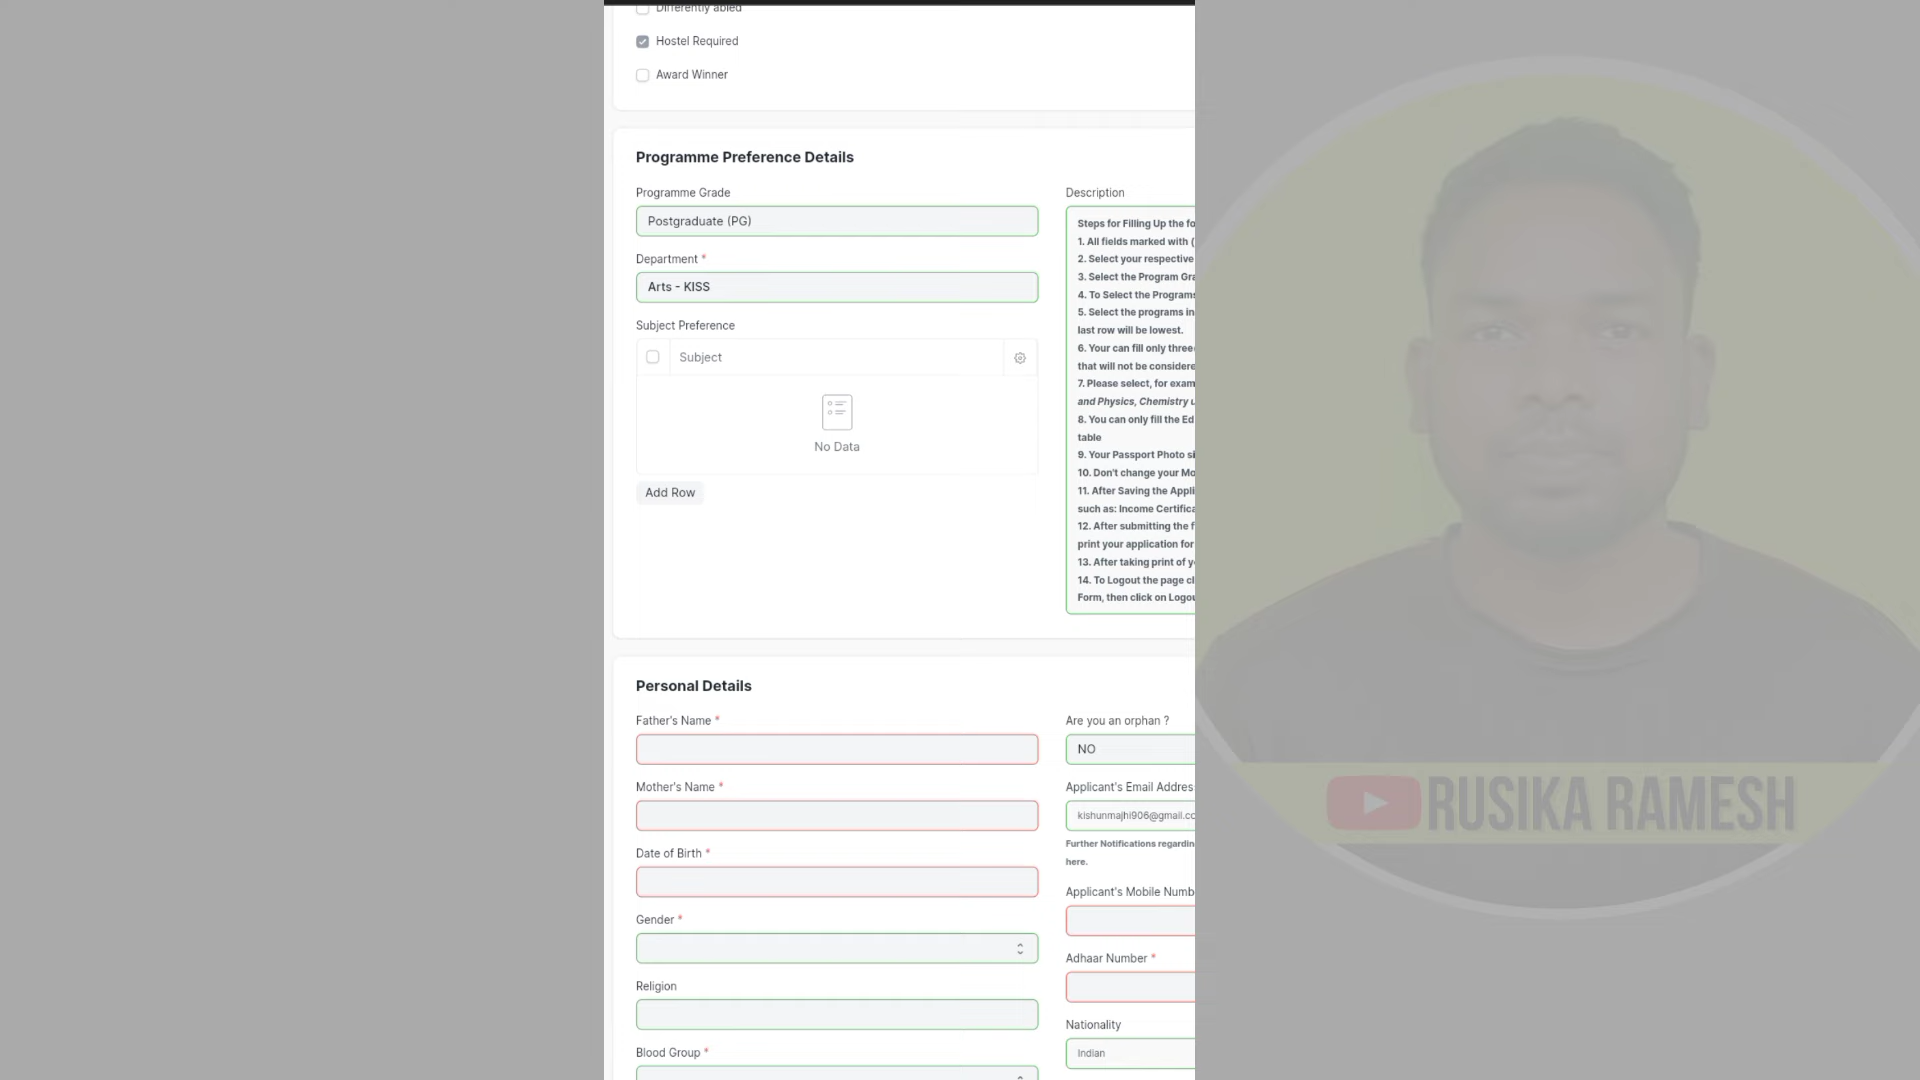 Differently abled
Hostel Required
Award Winner
Programme Preference Details
Programme Grade
Postgraduate (PG)
Department *
Arts - KISS
Subject Preference
Subject
No Data
Add Row
Description
Steps for Filling Up the fo
1. All fields marked with (
2. Select your respective
3. Select the Program Gra
4. To Select the Programs
5. Select the programs in
last row will be lowest.
6. Your can fill only three
that will not be considere
7. Please select, for exam
and Physics, Chemistry u
8. You can only fill the Ed
table
9. Your Passport Photo si
10. Don't change your Mo
11. After Saving the Appli
such as: Income Certifica
12. After submitting the f
print your application for
13. After taking print of y
14. To Logout the page cl
Form, then click on Logou
Personal Details
Father's Name *
Mother's Name *
Date of Birth *
Gender *
Religion
Blood Group *
Are you an orphan ?
NO
Applicant's Email Addres
kishunmajhi906@gmail.co
Further Notifications regardin
here.
Applicant's Mobile Numb
Adhaar Number *
Nationality
Indian
RUSIKA RAMESH